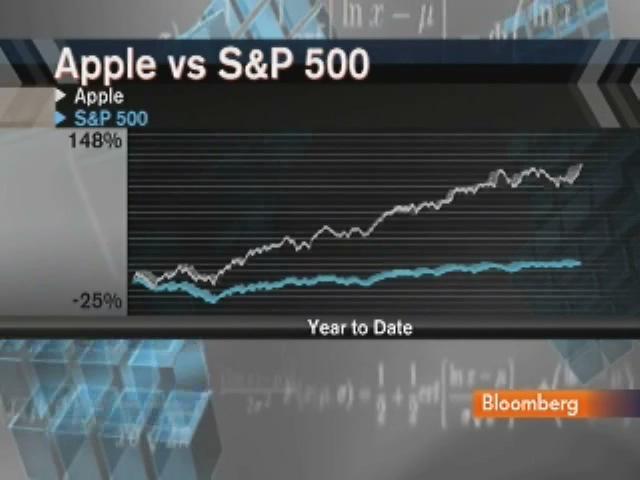 Apple vs S&P 500
Apple
S&P 500
148%
-25%
Year to Date
Bloomberg